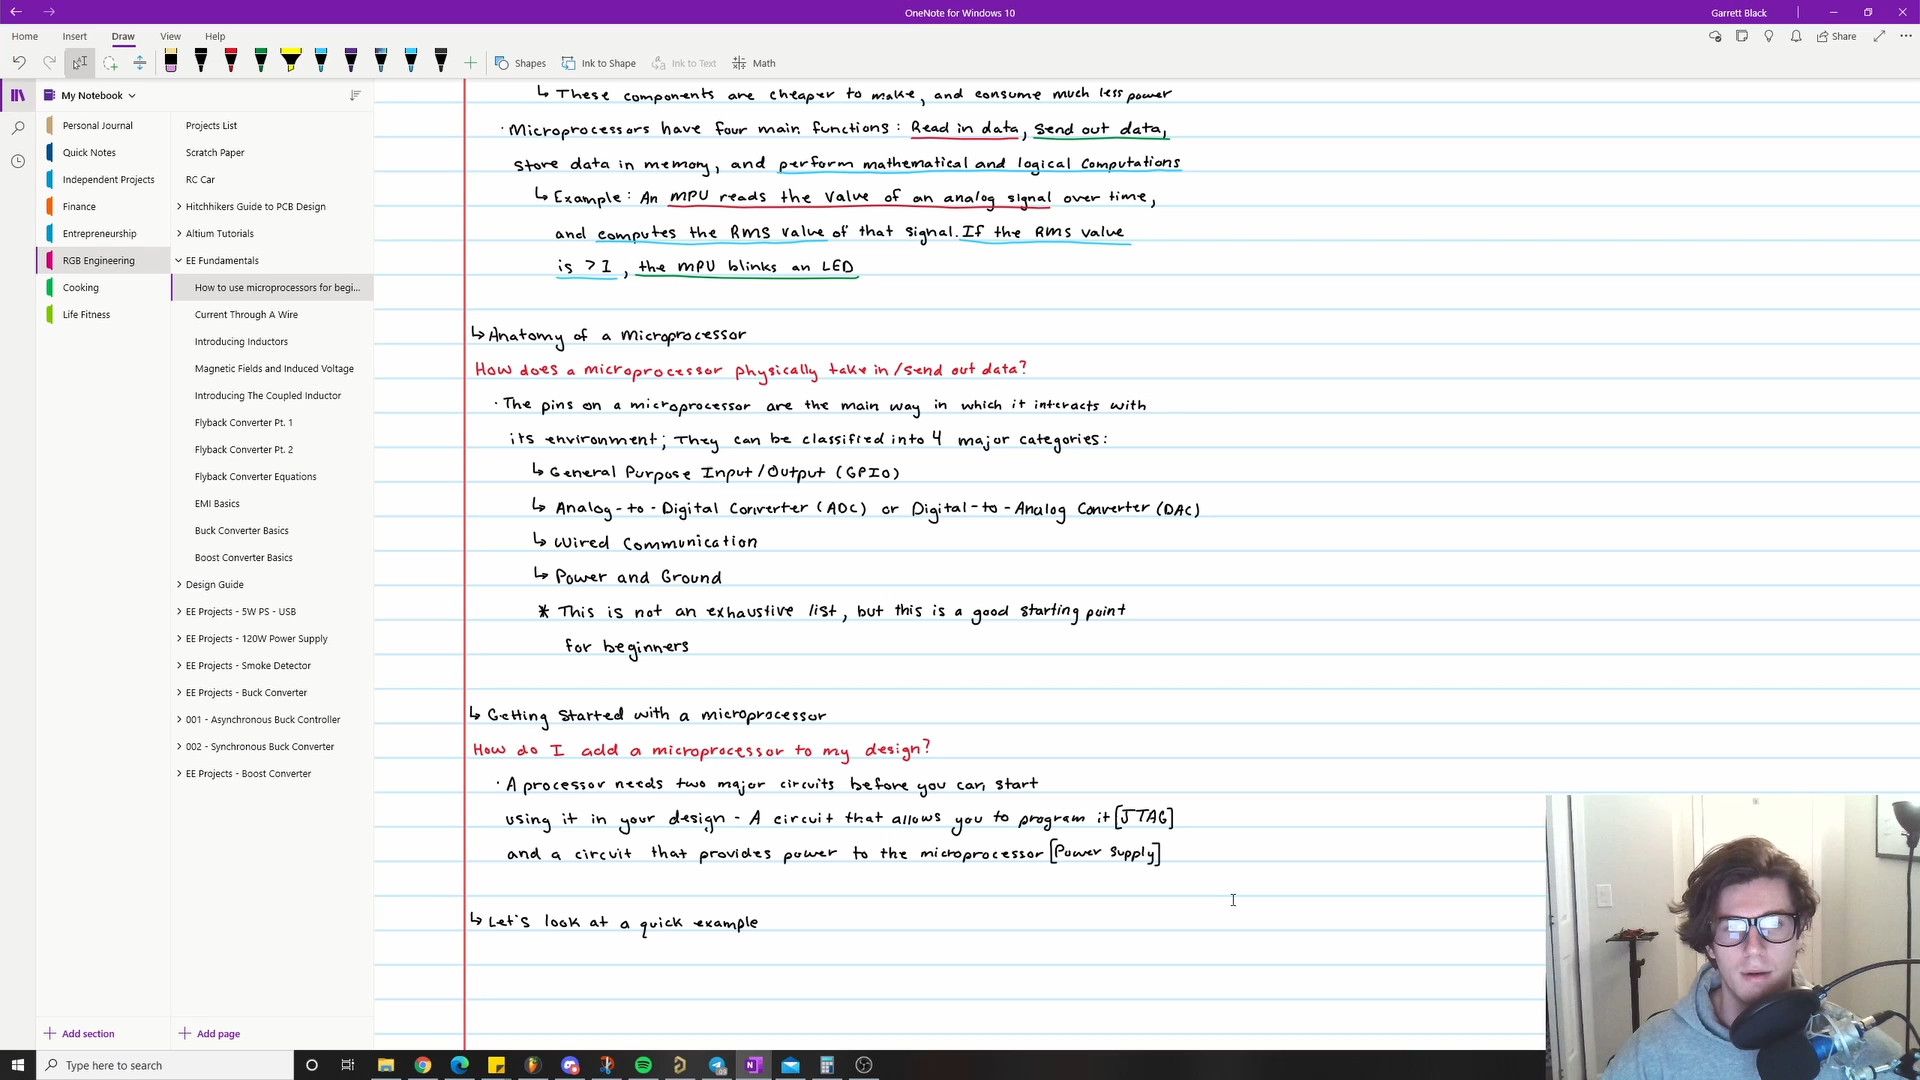 OneNote for Windows 10
Garrett Black
Home
Insert
Draw
View
Help
Share
Shapes
Ink to Shape
Ink to Text
Math
My Notebook
Personal Journal
Quick Notes
Independent Projects
Finance
Entrepreneurship
RGB Engineering
Cooking
Life Fitness
Add section
Projects List
Scratch Paper
RC Car
Hitchhikers Guide to PCB Design
Altium Tutorials
EE Fundamentals
How to use microprocessors for begi...
Current Through A Wire
Introducing Inductors
Magnetic Fields and Induced Voltage
Introducing The Coupled Inductor
Flyback Converter Pt. 1
Flyback Converter Pt. 2
Flyback Converter Equations
EMI Basics
Buck Converter Basics
Boost Converter Basics
Design Guide
EE Projects - 5W PS - USB
EE Projects - 120W Power Supply
EE Projects - Smoke Detector
EE Projects - Buck Converter
001 - Asynchronous Buck Controller
002 - Synchronous Buck Converter
EE Projects - Boost Converter
Add page
↳ These components are cheaper to make, and consume much less power
· Microprocessors have four main functions: Read in data, Send out data,
store data in memory, and perform mathematical and logical computations
↳ Example: An MPU reads the value of an analog signal over time,
and computes the RMS value of that signal. If the RMS value
is > 1, the MPU blinks an LED
↳ Anatomy of a microprocessor
How does a microprocessor physically take in/send out data?
· The pins on a microprocessor are the main way in which it interacts with
its environment; They can be classified into 4 major categories:
↳ General Purpose Input/Output (GPIO)
↳ Analog-to-Digital Converter (ADC) or Digital-to-Analog Converter (DAC)
↳ Wired Communication
↳ Power and Ground
* This is not an exhaustive list, but this is a good starting point
for beginners
↳ Getting started with a microprocessor
How do I add a microprocessor to my design?
· A processor needs two major circuits before you can start
using it in your design - A circuit that allows you to program it [JTAG]
and a circuit that provides power to the microprocessor [Power supply]
↳ Let's look at a quick example
Type here to search